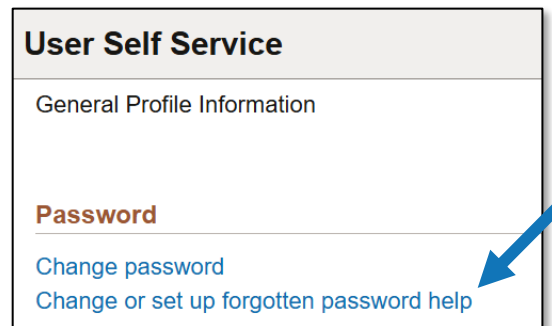 User Self Service
General Profile Information
Password
Change password
Change or set up forgotten password help